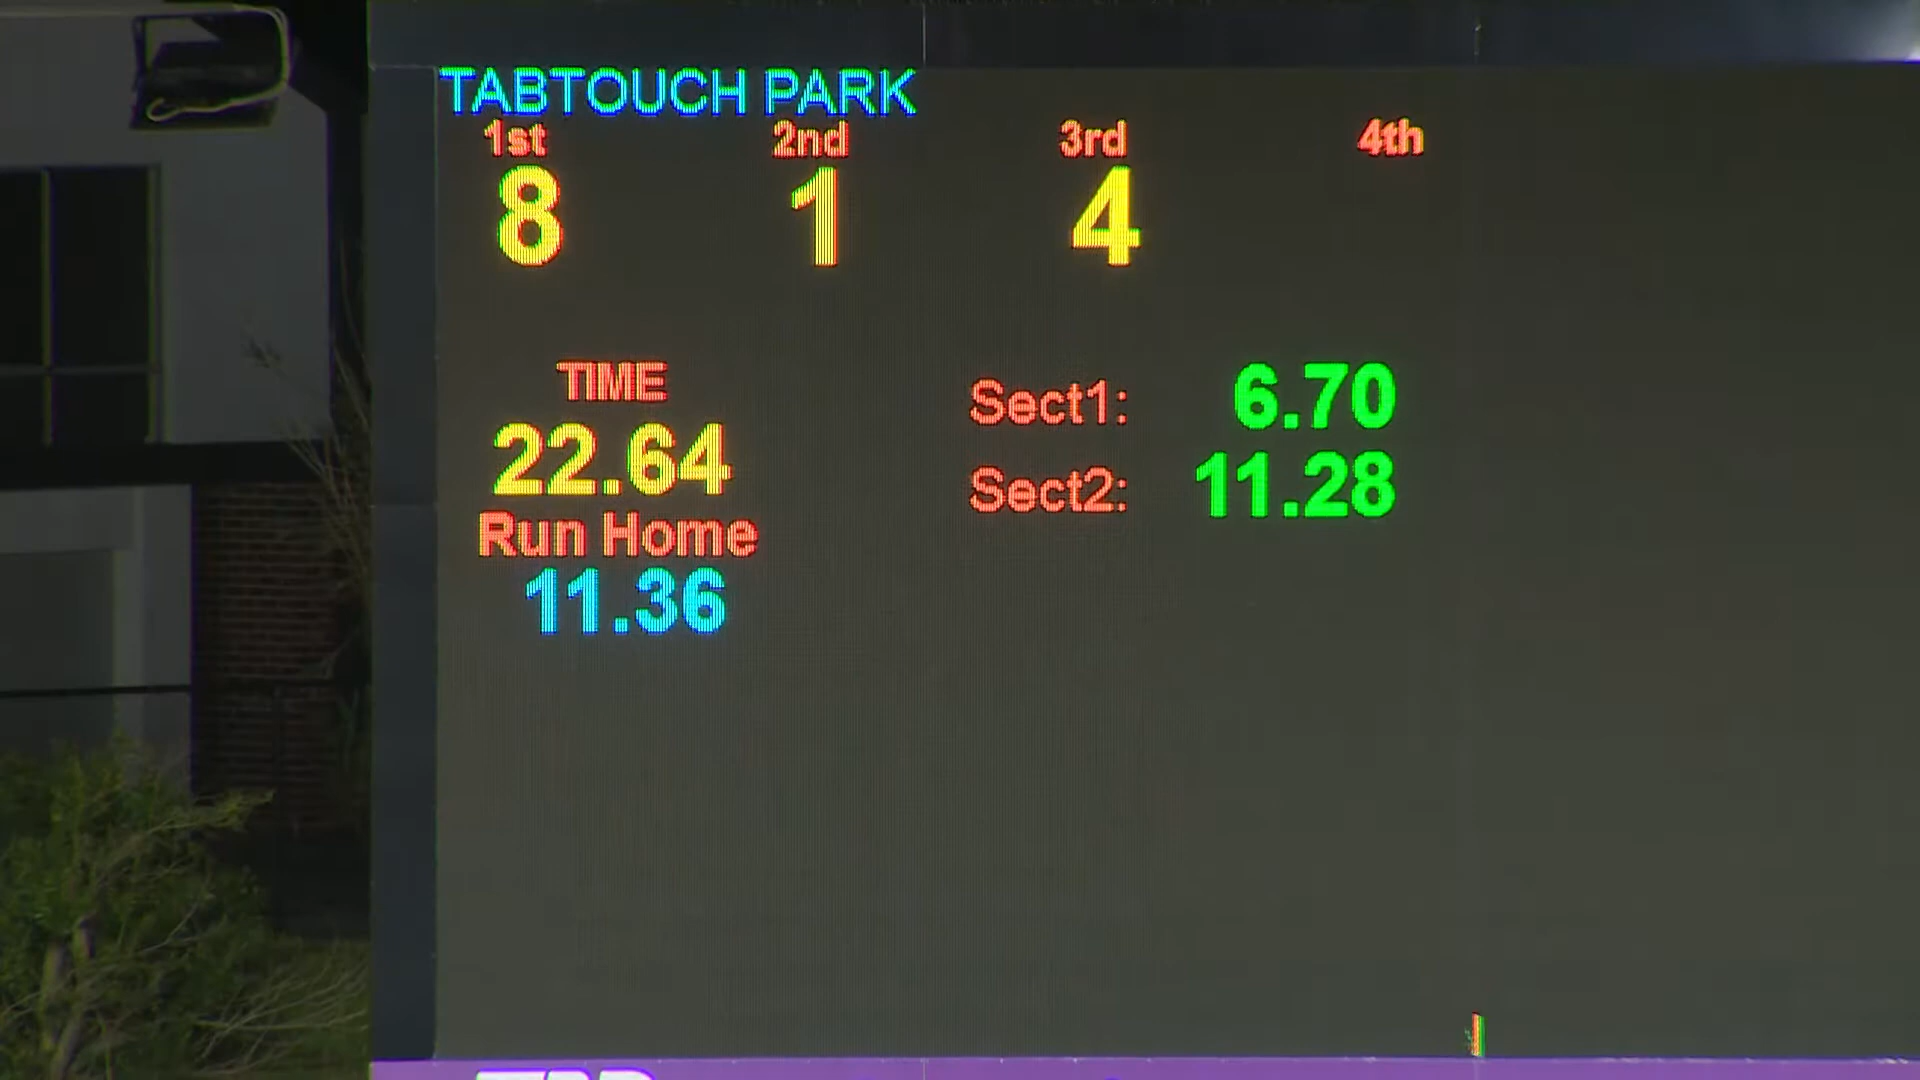 TABTOUCH PARK
1st 2nd 3rd 4th
8 1 4
TIME
22.64
Run Home
11.36
Sect1: 6.70
Sect2: 11.28